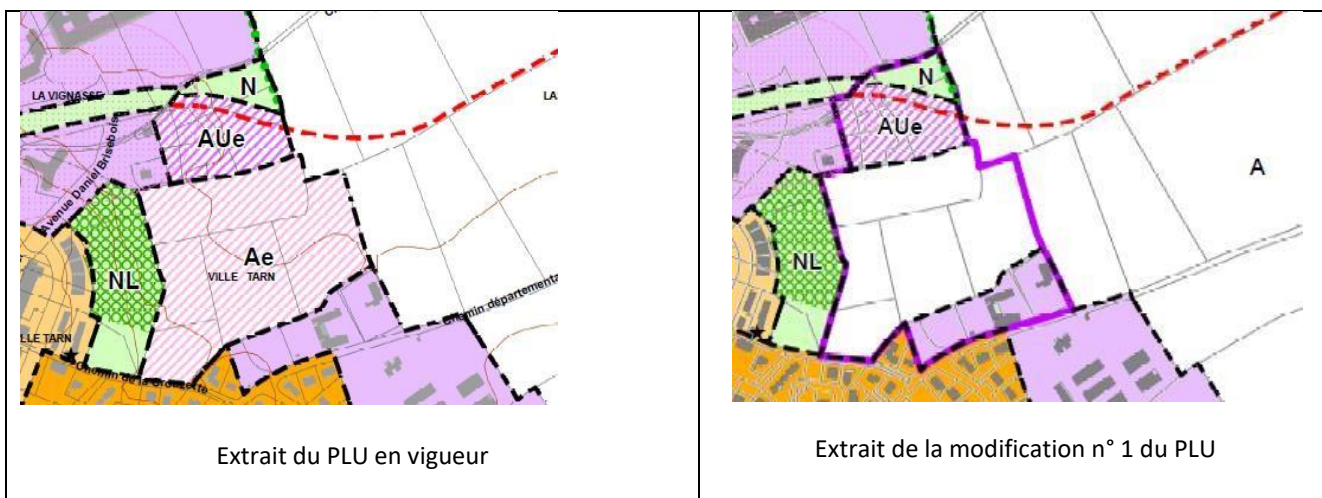 LA VIGNASSE
N
LA
AUe
Avenue Daniel Brisebois
Ae
VILLE TARN
NL
Chemin départementa
LLE TARN
Chemin de la Crouzette
Extrait du PLU en vigueur
N
AUe
A
NL
Extrait de la modification n° 1 du PLU